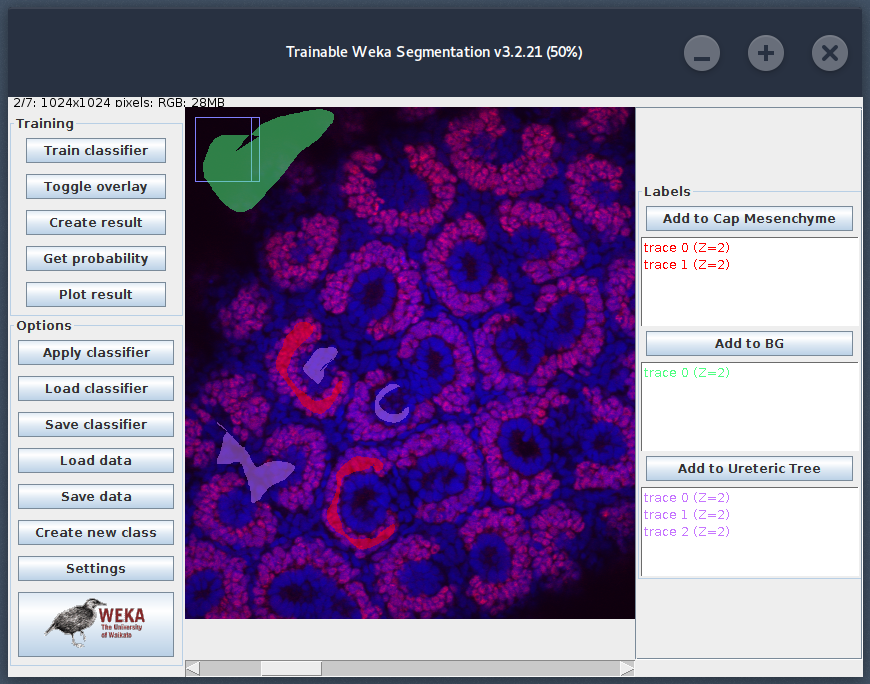 Trainable Weka Segmentation v3.2.21 (50%)
2/7: 1024x1024 pixels: RGB: 28MB
Training
Train classifier
Toggle overlay
Create result
Get probability
Plot result
Options
Apply classifier
Load classifier
Save classifier
Load data
Save data
Create new class
Settings
WEKA
The University
of Waikato
Labels
Add to Cap Mesenchyme
trace 0 (Z=2)
trace 1 (Z=2)
Add to BG
trace 0 (Z=2)
Add to Ureteric Tree
trace 0 (Z=2)
trace 1 (Z=2)
trace 2 (Z=2)